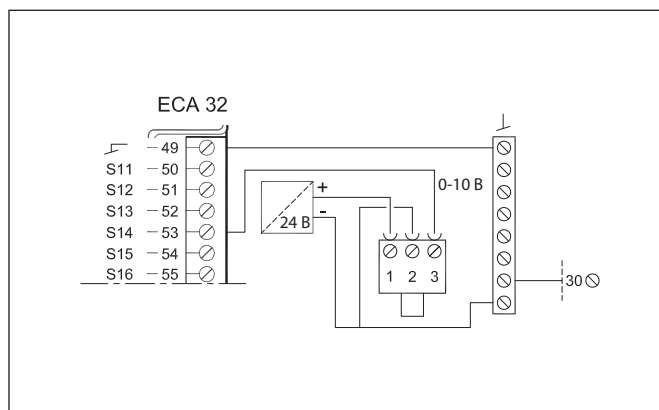 ECA 32
49
S11 50
S12 51
S13 52
S14 53
S15 54
S16 55
+
-
24 В
0-10 В
1 2 3
30